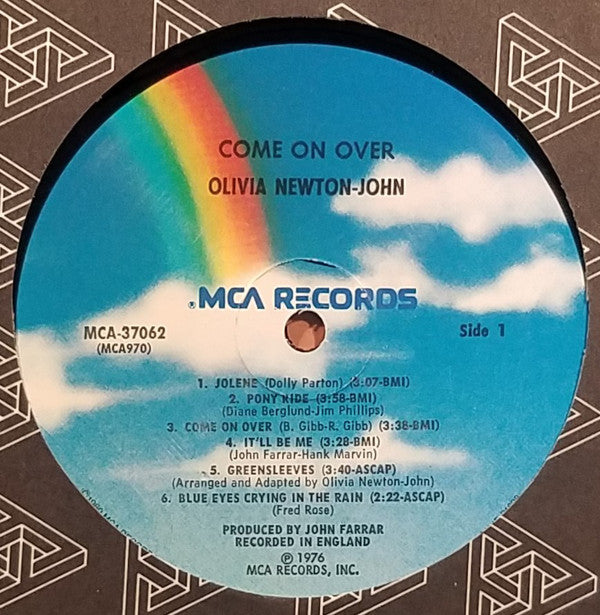 COME ON OVER
OLIVIA NEWTON-JOHN
®MCA RECORDS
MCA-37062
(MCA970)
Side 1
1. JOLENE (Dolly Parton) (3:07-BMI)
2. PONY RIDE (3:58-BMI)
(Diane Berglund-Jim Phillips)
3. COME ON OVER (B. Gibb-R. Gibb) (3:38-BMI)
4. IT'LL BE ME (3:28-BMI)
(John Farrar-Hank Marvin)
5. GREENSLEEVES (3:40-ASCAP)
(Arranged and Adapted by Olivia Newton-John)
6. BLUE EYES CRYING IN THE RAIN (2:22-ASCAP)
(Fred Rose)
PRODUCED BY JOHN FARRAR
RECORDED IN ENGLAND
℗ 1976
MCA RECORDS, INC.